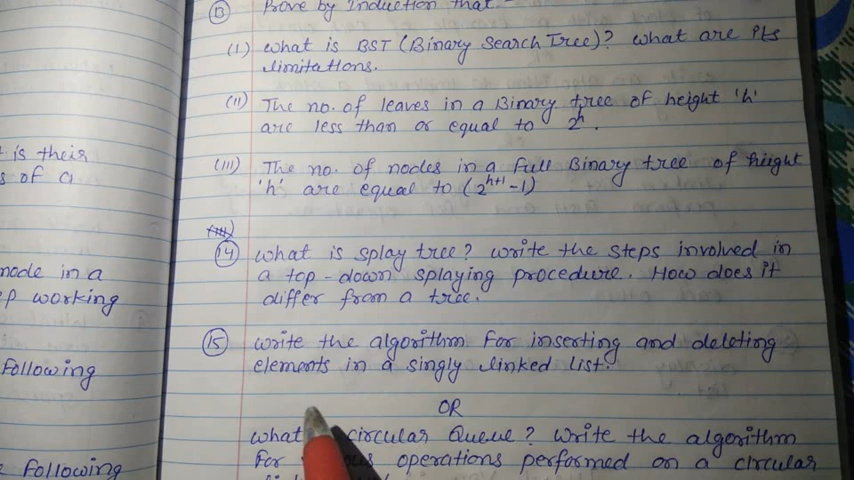 (13) Prove by Induction that -
(i) What is BST (Binary Search Tree)? What are its
limitations.
(ii) The no. of leaves in a Binary tree of height 'h'
are less than or equal to 2^h.
(iii) The no. of nodes in a full Binary tree of height
'h' are equal to (2^{h+1} -1)
(14) What is splay tree? Write the steps involved in
a top-down splaying procedure. How does it
differ from a tree.
(15) Write the algorithm for inserting and deleting
elements in a singly linked list.
OR
What circular Queue? Write the algorithm
for operations performed on a circular
t is their
s of a
node in a
p working
Following
Following